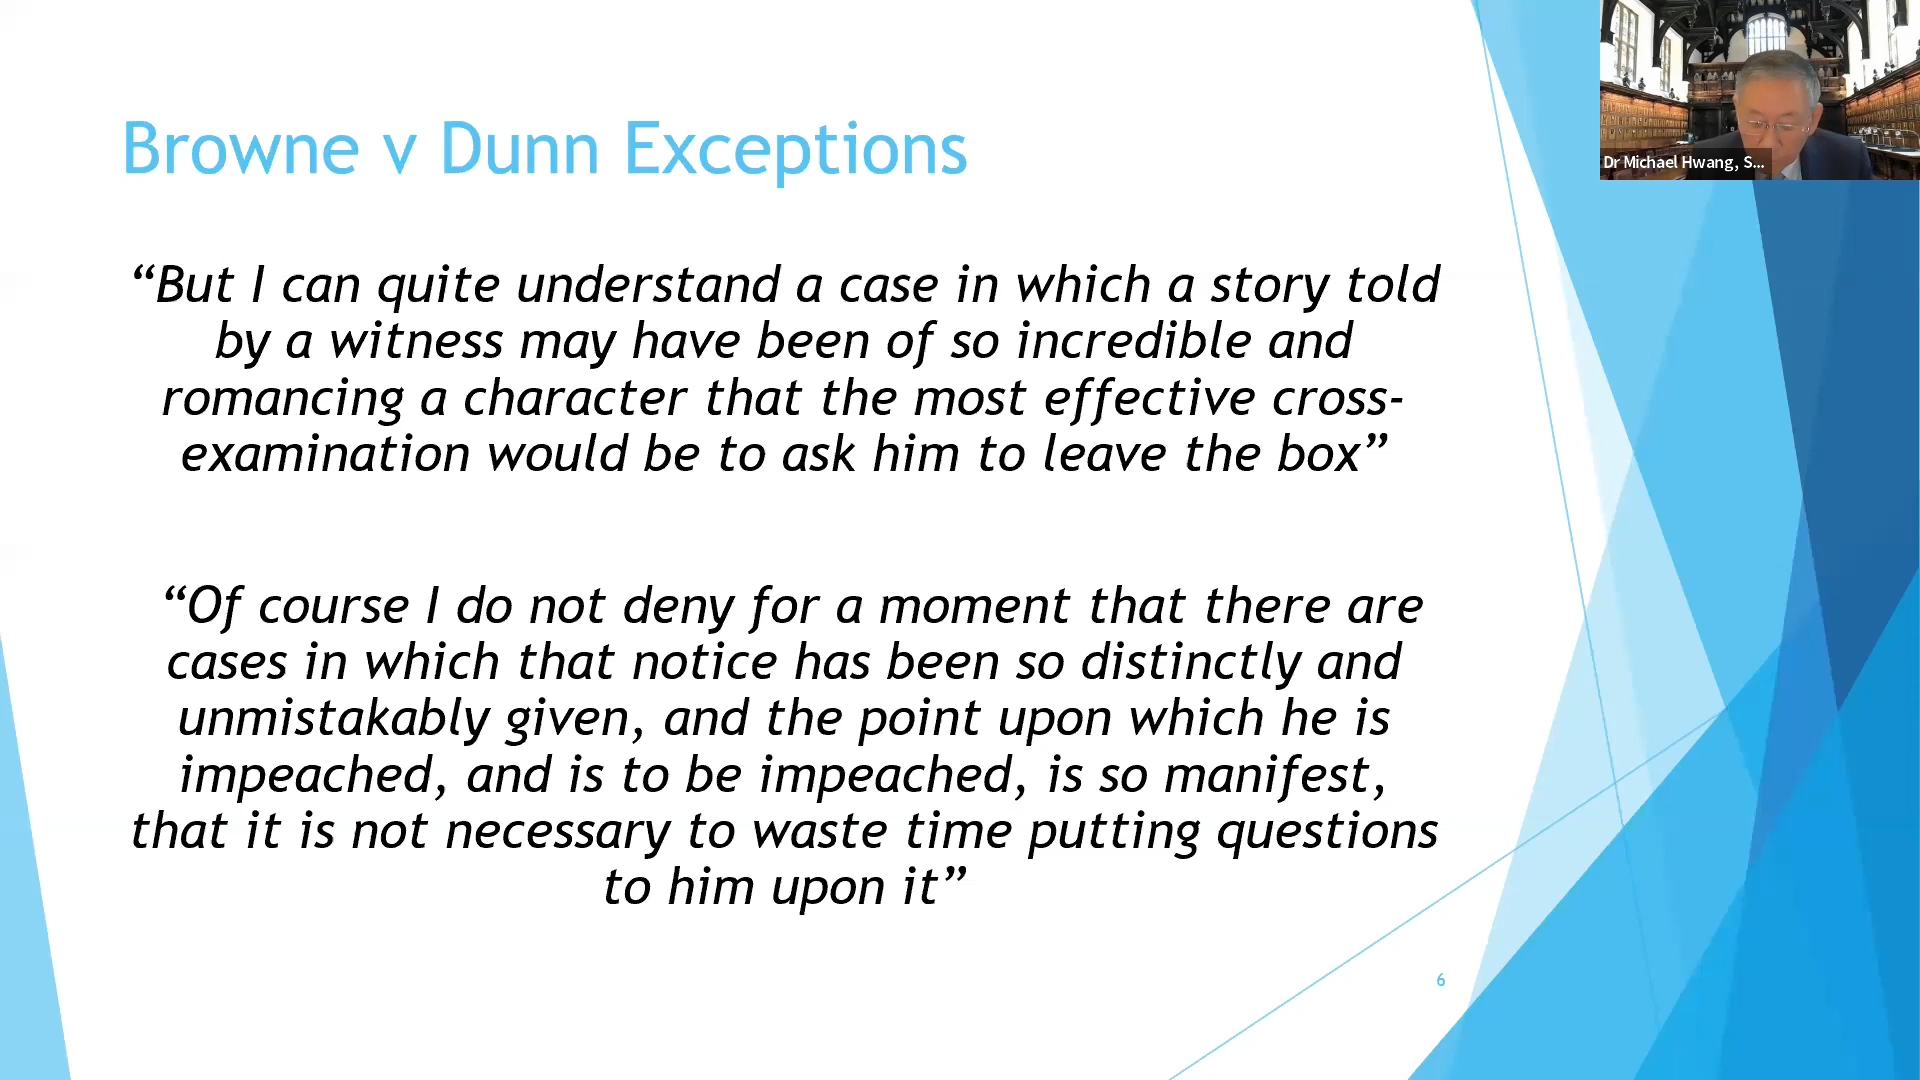 Browne v Dunn Exceptions
“But I can quite understand a case in which a story told
by a witness may have been of so incredible and
romancing a character that the most effective cross-
examination would be to ask him to leave the box”
“Of course I do not deny for a moment that there are
cases in which that notice has been so distinctly and
unmistakably given, and the point upon which he is
impeached, and is to be impeached, is so manifest,
that it is not necessary to waste time putting questions
to him upon it”
6
Dr Michael Hwang, S...